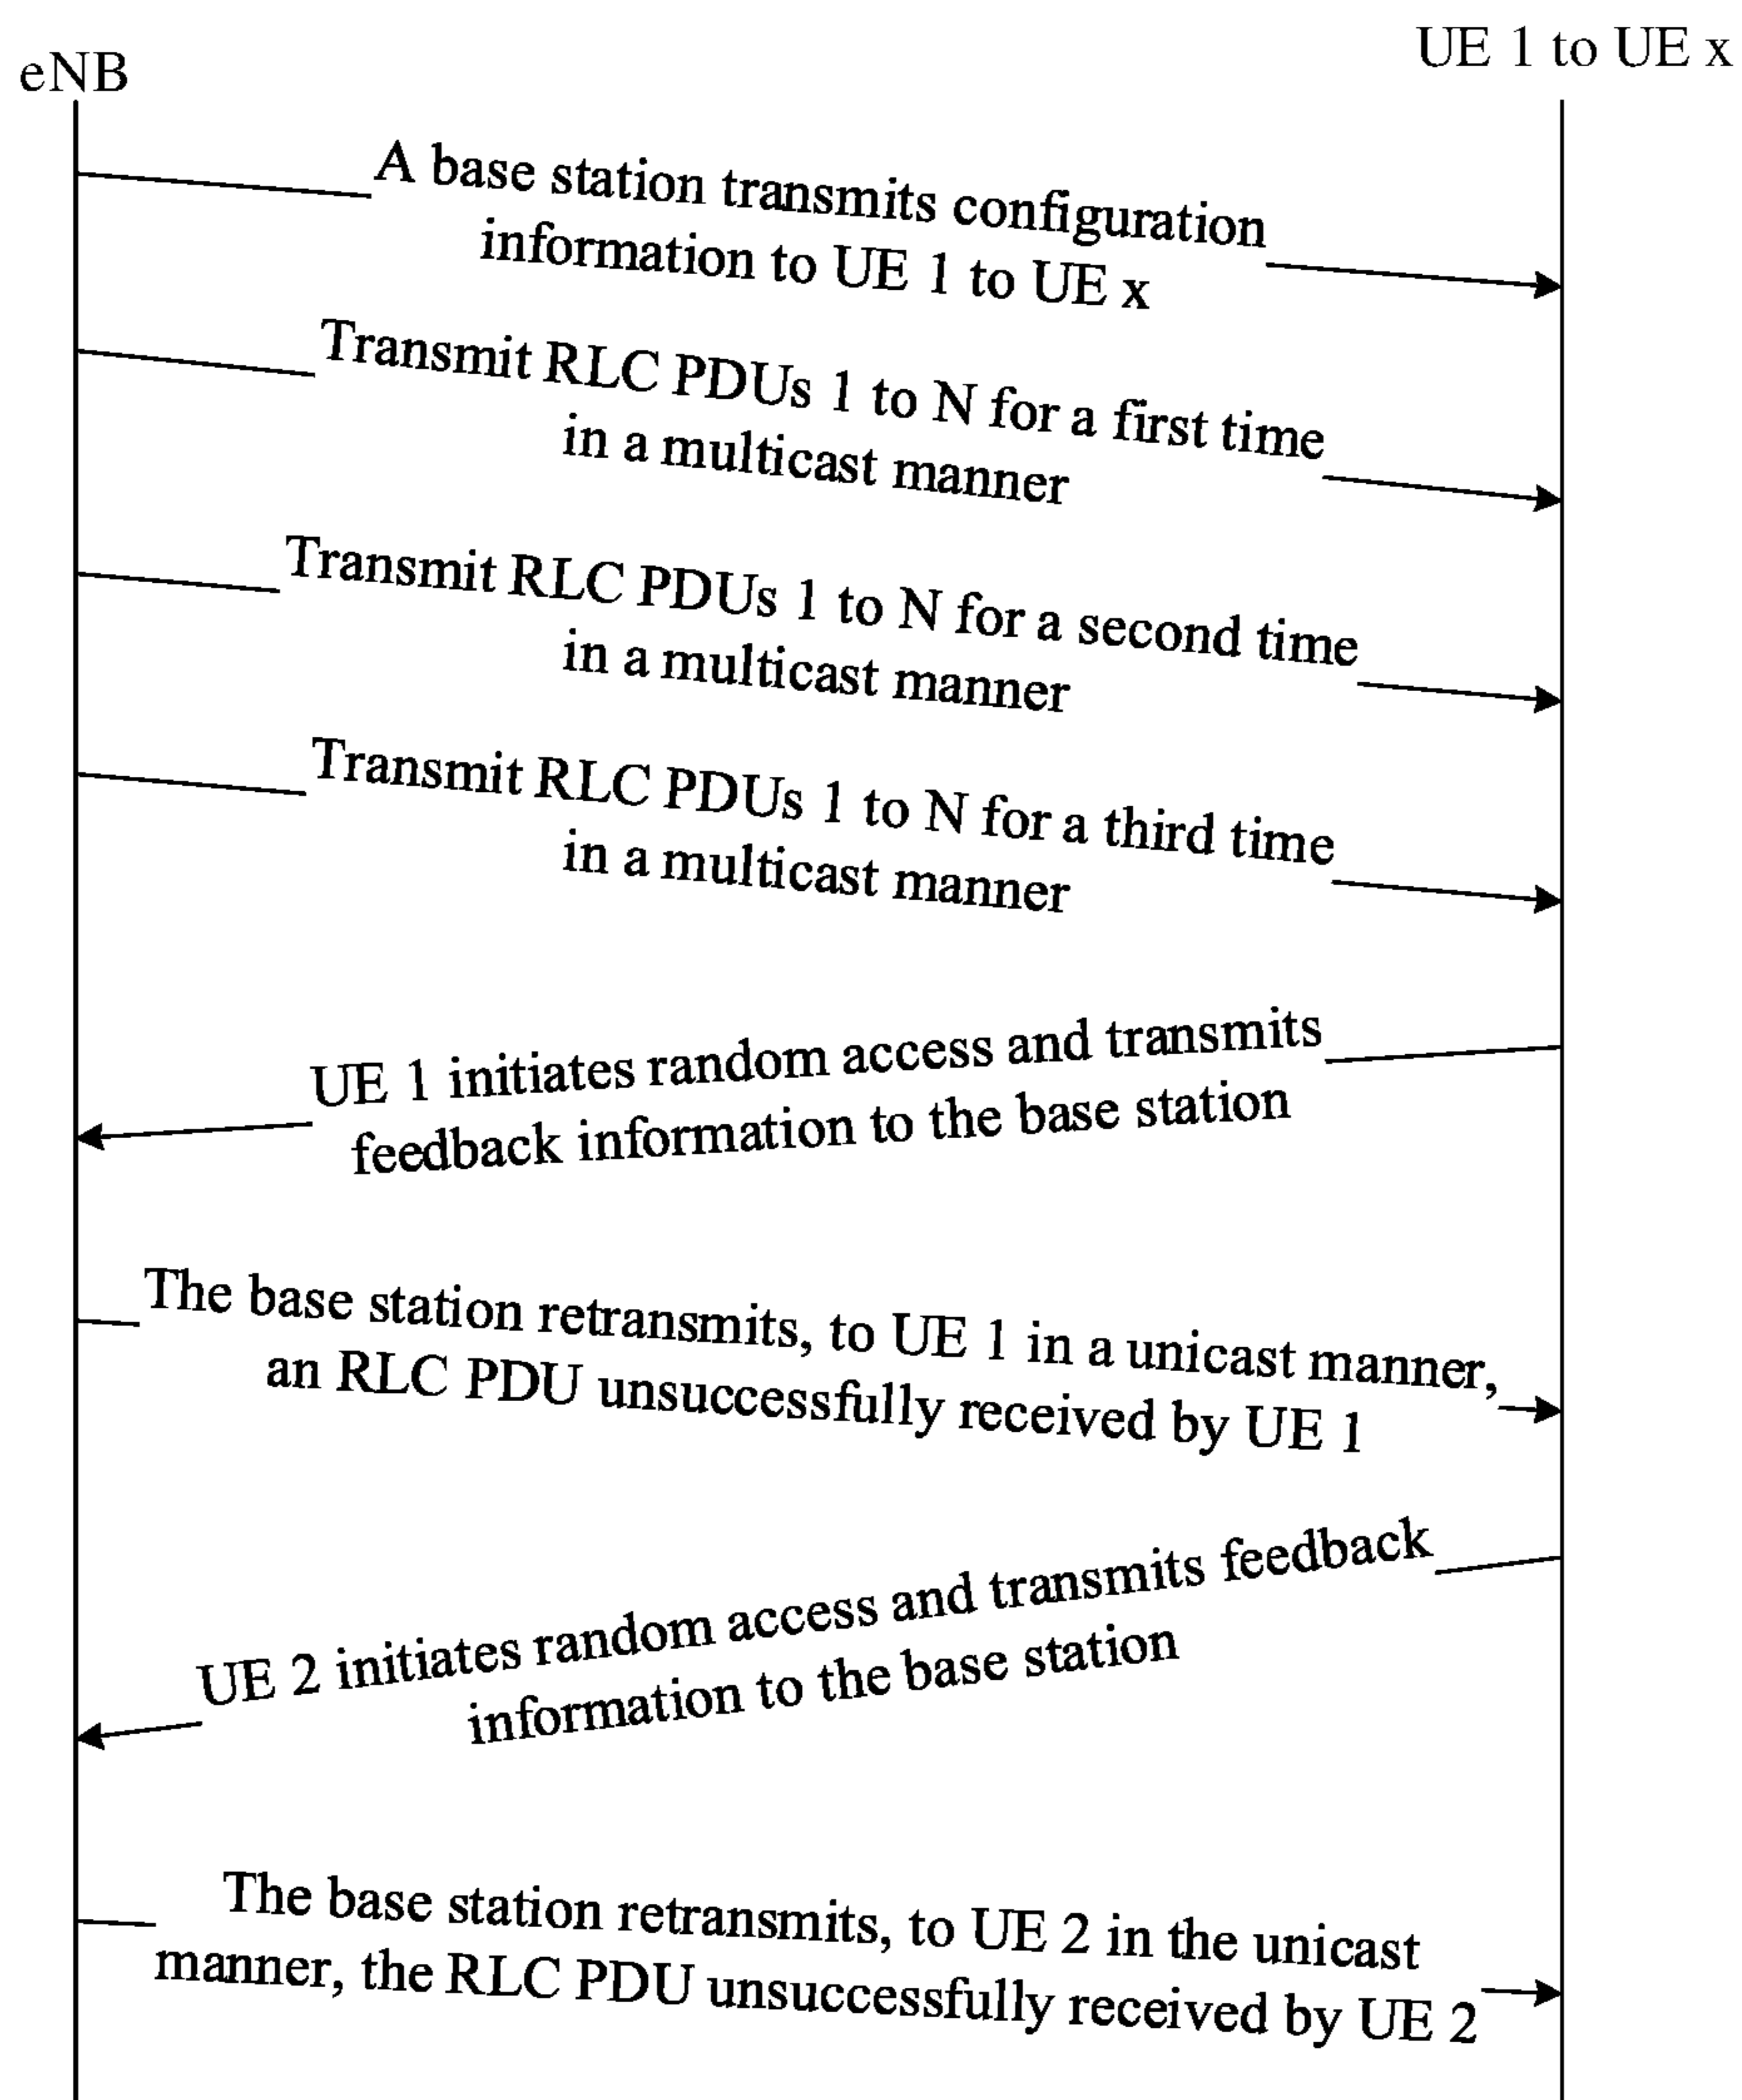 eNB
UE 1 to UE x
A base station transmits configuration
information to UE 1 to UE x
Transmit RLC PDUs 1 to N for a first time
in a multicast manner
Transmit RLC PDUs 1 to N for a second time
in a multicast manner
Transmit RLC PDUs 1 to N for a third time
in a multicast manner
UE 1 initiates random access and transmits
feedback information to the base station
The base station retransmits, to UE 1 in a unicast manner,
an RLC PDU unsuccessfully received by UE 1
UE 2 initiates random access and transmits feedback
information to the base station
The base station retransmits, to UE 2 in the unicast
manner, the RLC PDU unsuccessfully received by UE 2